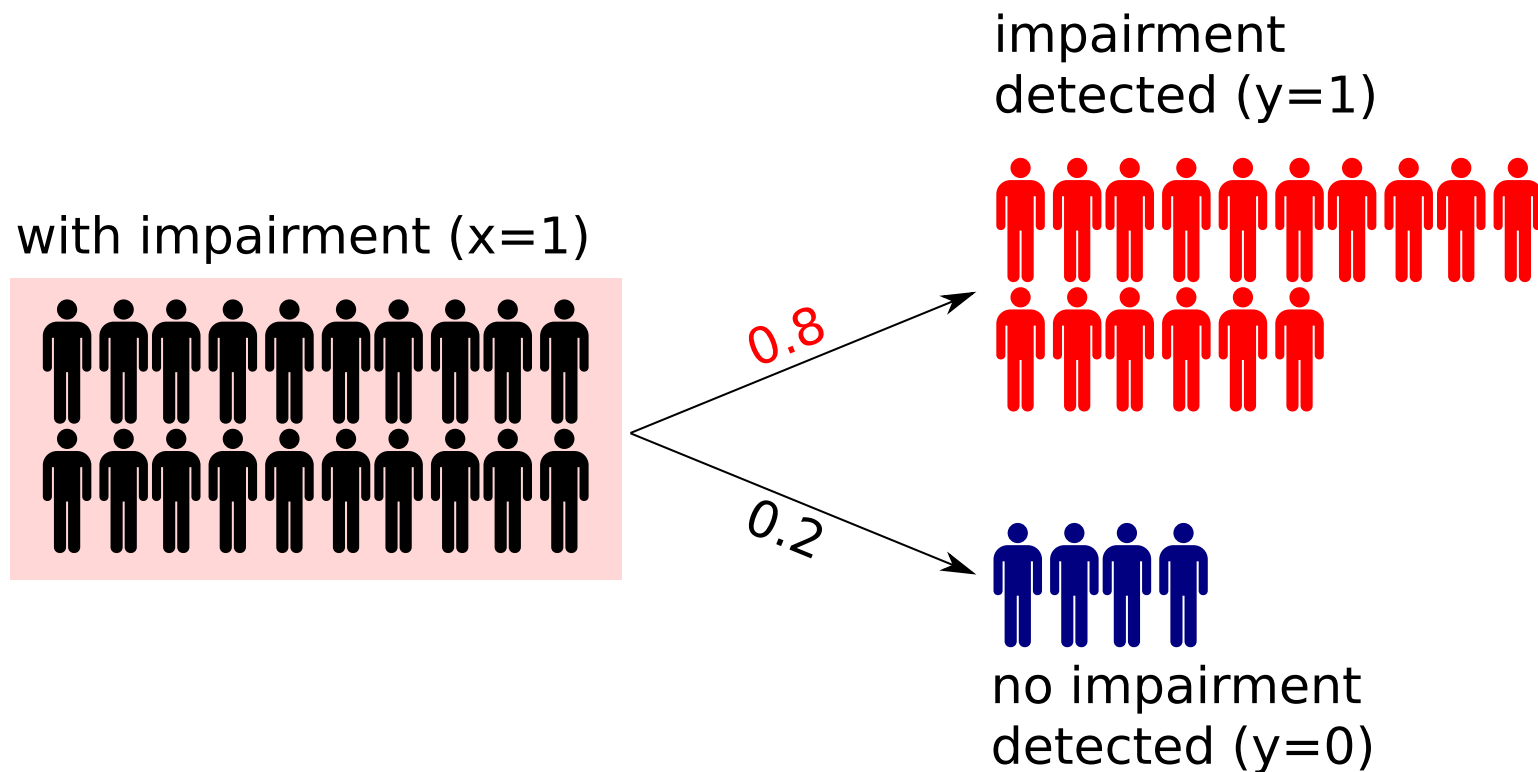 impairment
detected (y=1)
with impairment (x=1)
0.8
0.2
no impairment
detected (y=0)